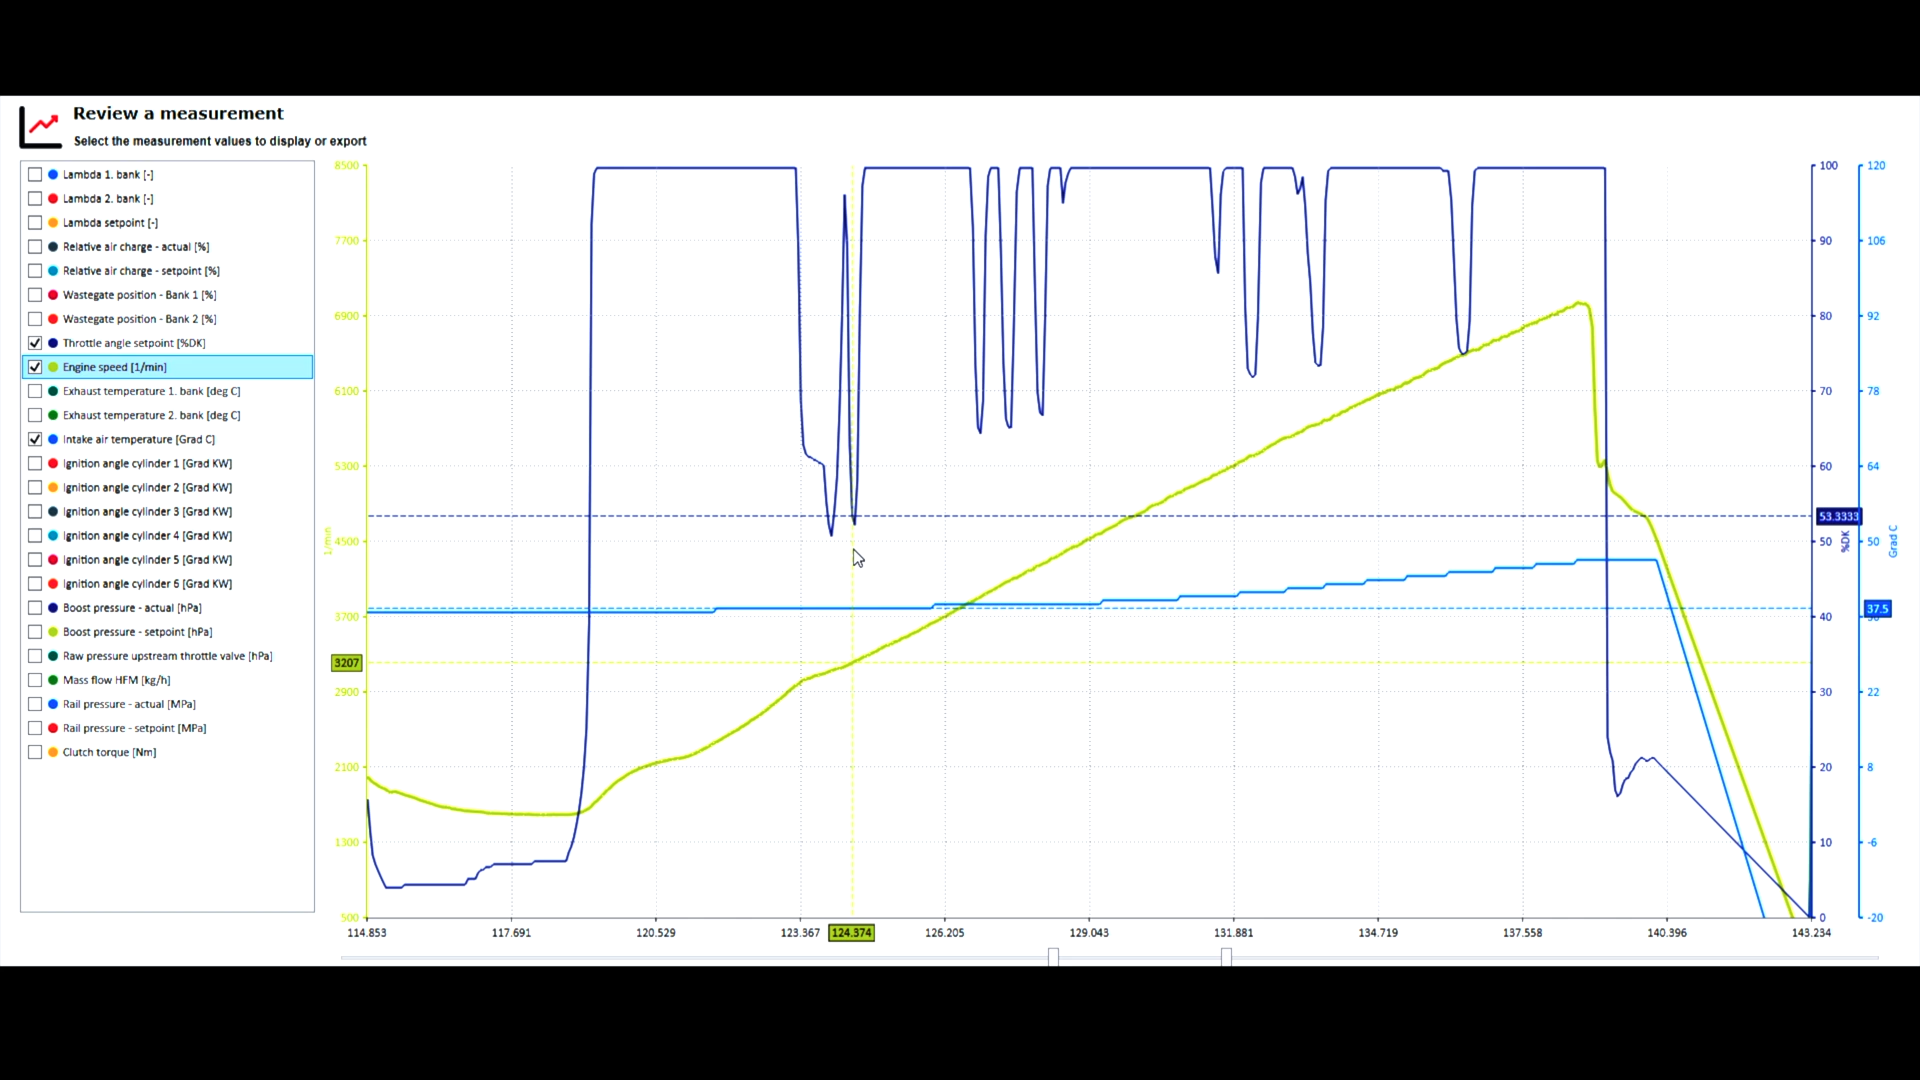 Review a measurement
Select the measurement values to display or export
Lambda 1. bank [-]
Lambda 2. bank [-]
Lambda setpoint [-]
Relative air charge - actual [%]
Relative air charge - setpoint [%]
Wastegate position - Bank 1 [%]
Wastegate position - Bank 2 [%]
Throttle angle setpoint [%DK]
Engine speed [1/min]
Exhaust temperature 1. bank [deg C]
Exhaust temperature 2. bank [deg C]
Intake air temperature [Grad C]
Ignition angle cylinder 1 [Grad KW]
Ignition angle cylinder 2 [Grad KW]
Ignition angle cylinder 3 [Grad KW]
Ignition angle cylinder 4 [Grad KW]
Ignition angle cylinder 5 [Grad KW]
Ignition angle cylinder 6 [Grad KW]
Boost pressure - actual [hPa]
Boost pressure - setpoint [hPa]
Raw pressure upstream throttle valve [hPa]
Mass flow HFM [kg/h]
Rail pressure - actual [MPa]
Rail pressure - setpoint [MPa]
Clutch torque [Nm]
8500
7700
6900
6100
5300
4500
3700
3207
2900
2100
1300
500
1/min
114.853
117.691
120.529
123.367
124.374
126.205
129.043
131.881
134.719
137.558
140.396
143.234
100
90
80
70
60
53.3333
50
40
30
20
10
0
%DK
120
106
92
78
64
50
37.5
22
8
-6
-20
Grad C